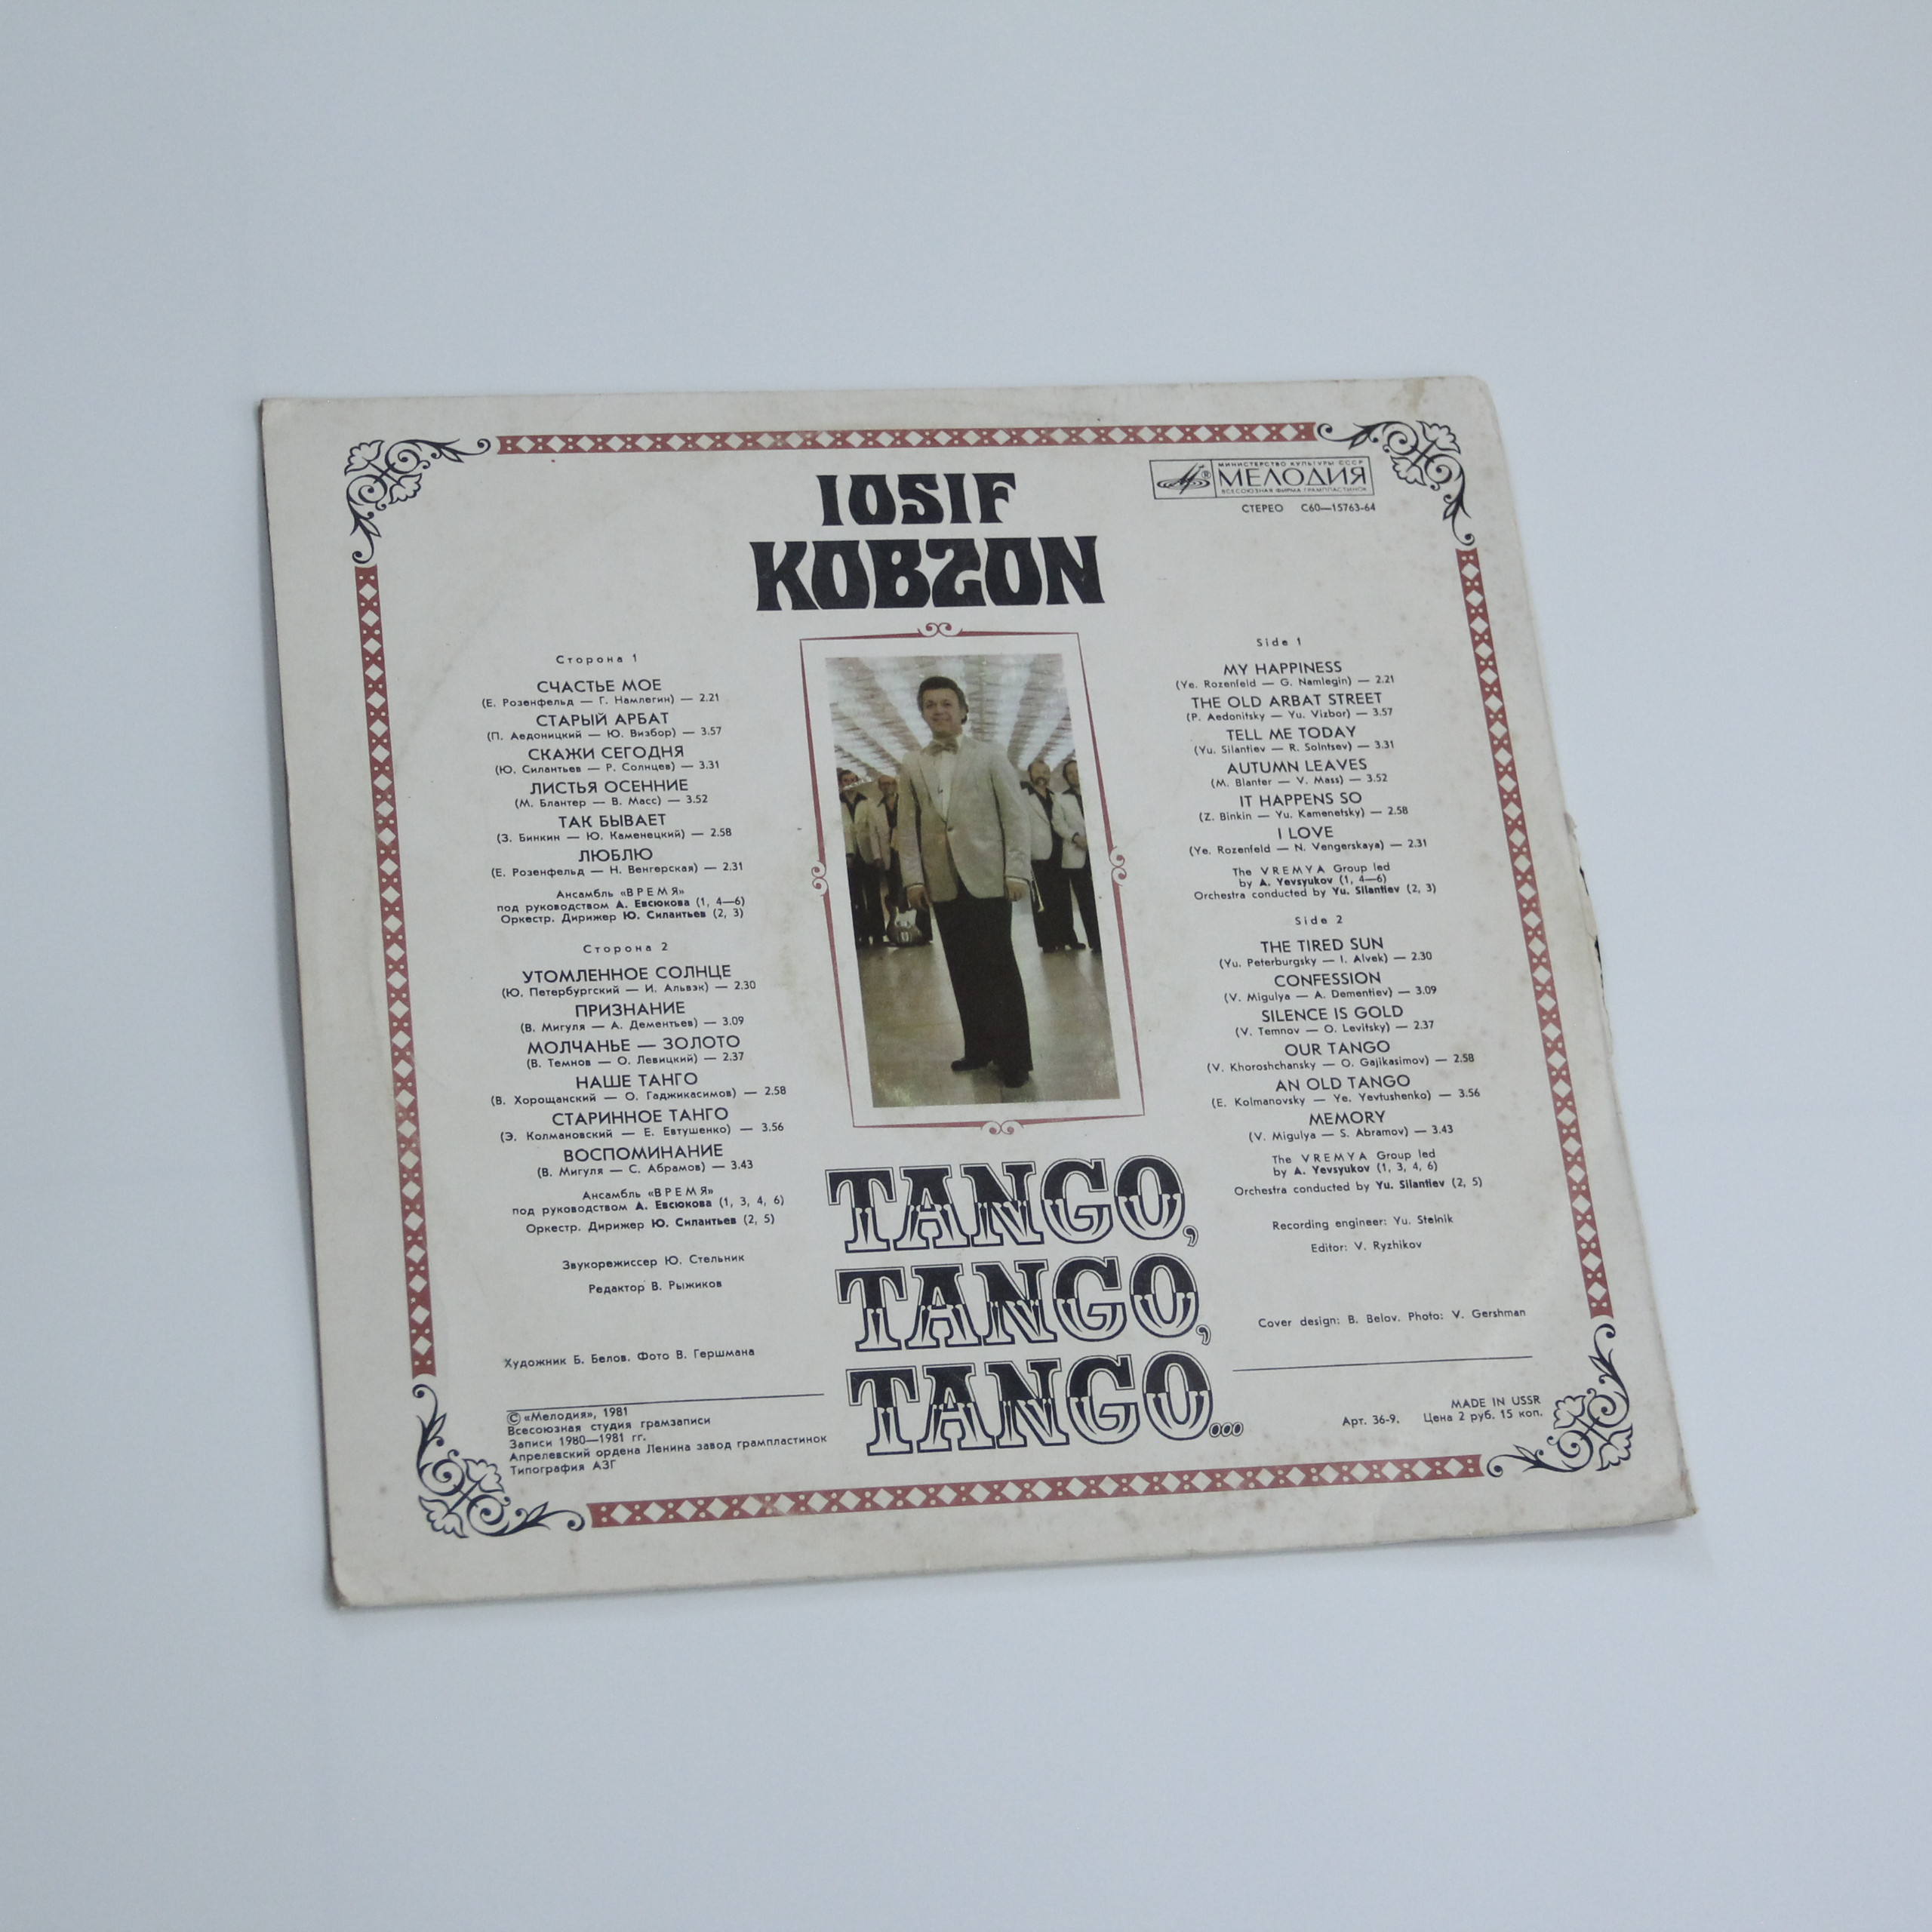 IOSIF
KOBZON
МИНИСТЕРСТВО КУЛЬТУРЫ СССР
МЕЛОДИЯ
ВСЕСОЮЗНАЯ ФИРМА ГРАМПЛАСТИНОК
СТЕРЕО С60—15763-64
Сторона 1
СЧАСТЬЕ МОЕ
(Е. Розенфельд — Г. Намлегин) — 2.21
СТАРЫЙ АРБАТ
(П. Аедоницкий — Ю. Визбор) — 3.57
СКАЖИ СЕГОДНЯ
(Ю. Силантьев — Р. Солнцев) — 3.31
ЛИСТЬЯ ОСЕННИЕ
(М. Блантер — В. Масс) — 3.52
ТАК БЫВАЕТ
(З. Бинкин — Ю. Каменецкий) — 2.58
ЛЮБЛЮ
(Е. Розенфельд — Н. Венгерская) — 2.31
Ансамбль «ВРЕМЯ»
под руководством А. Евсюкова (1, 4—6)
Оркестр. Дирижер Ю. Силантьев (2, 3)
Сторона 2
УТОМЛЕННОЕ СОЛНЦЕ
(Ю. Петербургский — И. Альвэк) — 2.30
ПРИЗНАНИЕ
(В. Мигуля — А. Дементьев) — 3.09
МОЛЧАНЬЕ — ЗОЛОТО
(В. Темнов — О. Левицкий) — 2.37
НАШЕ ТАНГО
(В. Хорощанский — О. Гаджикасимов) — 2.58
СТАРИННОЕ ТАНГО
(Э. Колмановский — Е. Евтушенко) — 3.56
ВОСПОМИНАНИЕ
(В. Мигуля — С. Абрамов) — 3.43
Ансамбль «ВРЕМЯ»
под руководством А. Евсюкова (1, 3, 4, 6)
Оркестр. Дирижер Ю. Силантьев (2, 5)
Звукорежиссер Ю. Стельник
Редактор В. Рыжиков
Художник Б. Белов. Фото В. Гершмана
© «Мелодия», 1981
Всесоюзная студия грамзаписи
Записи 1980—1981 гг.
Апрелевский ордена Ленина завод грампластинок
Типография АЗГ
TANGO,
TANGO,
TANGO...
Side 1
MY HAPPINESS
(Ye. Rozenfeld — G. Namlegin) — 2.21
THE OLD ARBAT STREET
(P. Aedonitsky — Yu. Vizbor) — 3.57
TELL ME TODAY
(Yu. Silantiev — R. Solntsev) — 3.31
AUTUMN LEAVES
(M. Blanter — V. Mass) — 3.52
IT HAPPENS SO
(Z. Binkin — Yu. Kamenetsky) — 2.58
I LOVE
(Ye. Rozenfeld — N. Vengerskaya) — 2.31
The VREMYA Group led
by A. Yevsyukov (1, 4—6)
Orchestra conducted by Yu. Silantiev (2, 3)
Side 2
THE TIRED SUN
(Yu. Peterburgsky — I. Alvek) — 2.30
CONFESSION
(V. Migulya — A. Dementiev) — 3.09
SILENCE IS GOLD
(V. Temnov — O. Levitsky) — 2.37
OUR TANGO
(V. Khoroshchansky — O. Gajikasimov) — 2.58
AN OLD TANGO
(E. Kolmanovsky — Ye. Yevtushenko) — 3.56
MEMORY
(V. Migulya — S. Abramov) — 3.43
The VREMYA Group led
by A. Yevsyukov (1, 3, 4, 6)
Orchestra conducted by Yu. Silantiev (2, 5)
Recording engineer: Yu. Stelnik
Editor: V. Ryzhikov
Cover design: B. Belov. Photo: V. Gershman
MADE IN USSR
Арт. 36-9. Цена 2 руб. 15 коп.